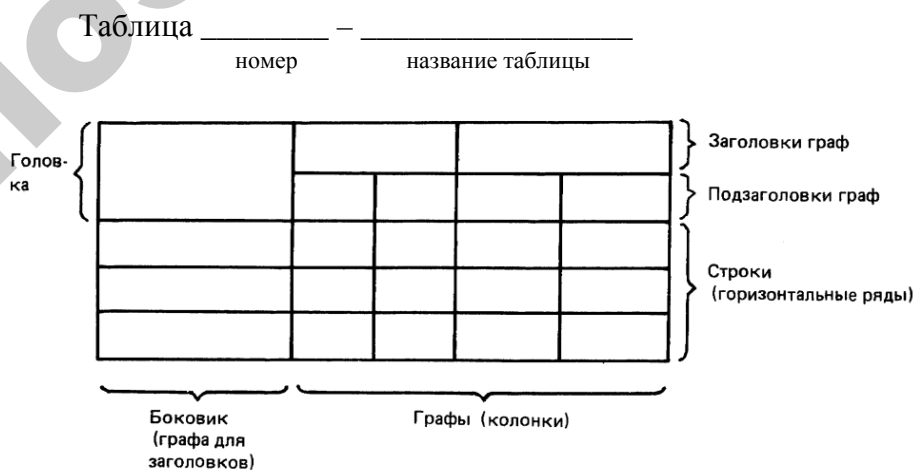 Таблица ________ – _________________
номер название таблицы
Голов-
ка
Заголовки граф
Подзаголовки граф
Строки
(горизонтальные ряды)
Боковик
(графа для
заголовков)
Графы (колонки)